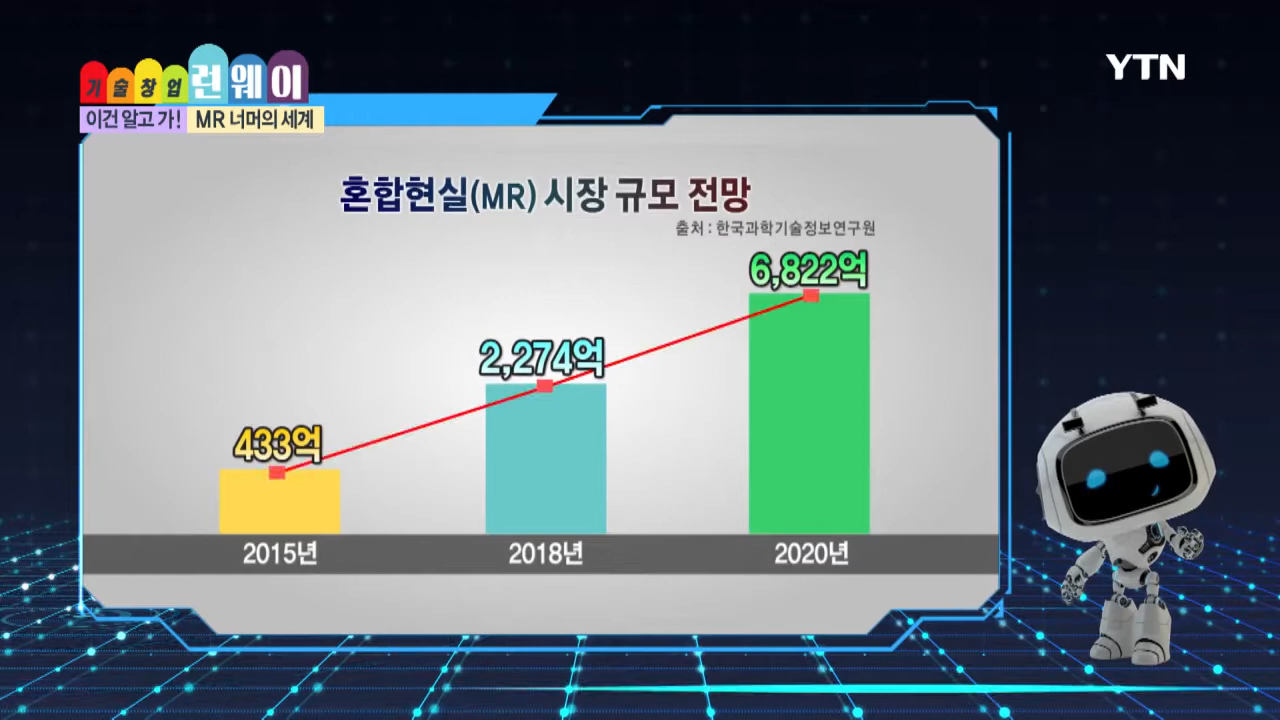 기술창업 런웨이
이건 알고 가! MR 너머의 세계
YTN
혼합현실(MR) 시장 규모 전망
출처 : 한국과학기술정보연구원
433억
2,274억
6,822억
2015년
2018년
2020년